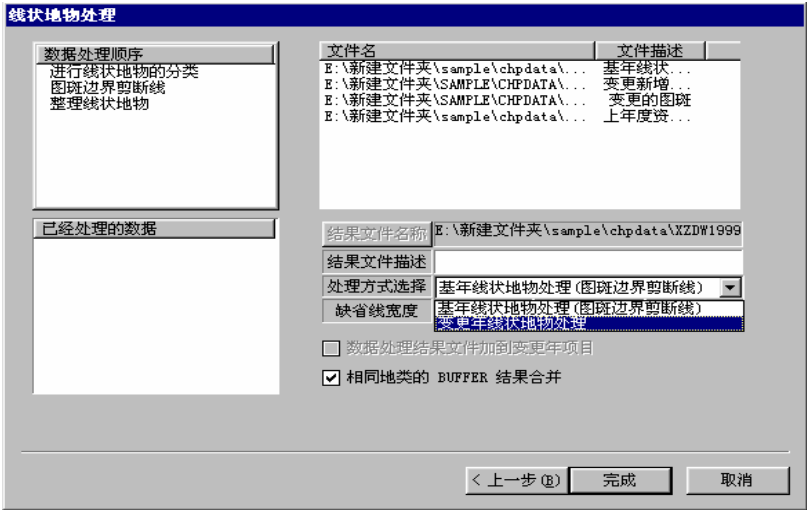 线状地物处理
数据处理顺序
进行线状地物的分类
图斑边界剪断线
整理线状地物
文件名 文件描述
E:\新建文件夹\sample\chpdata\... 基年线状...
E:\新建文件夹\SAMPLE\CHPDATA\... 变更新增...
E:\新建文件夹\SAMPLE\CHPDATA\... 变更的图斑
E:\新建文件夹\sample\chpdata\... 上年度资...
已经处理的数据
结果文件名称 E:\新建文件夹\sample\chpdata\XZDW1999
结果文件描述
处理方式选择 基年线状地物处理(图斑边界剪断线)
缺省线宽度 基年线状地物处理(图斑边界剪断线)
变更年线状地物处理
数据处理结果文件加到变更年项目
相同地类的 BUFFER 结果合并
< 上一步(B) 完成 取消